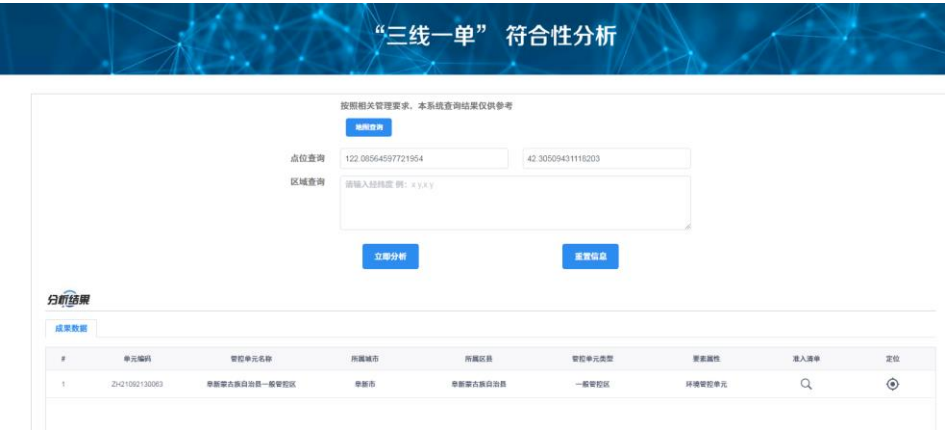 “三线一单” 符合性分析
按照相关管理要求，本系统查询结果仅供参考
地图查询
点位查询 122.08564597721954 42.30509431118203
区域查询 请输入经纬度 例：x y,x y
立即分析 重置信息
分析结果
成果数据
# 单元编码 管控单元名称 所属城市 所属区县 管控单元类型 要素属性 准入清单 定位
1 ZH21092130063 阜新蒙古族自治县一般管控区 阜新市 阜新蒙古族自治县 一般管控区 环境管控单元